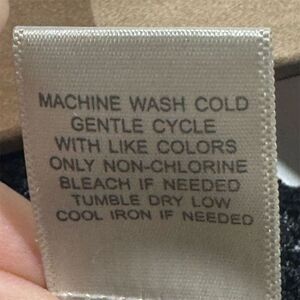 MACHINE WASH COLD
GENTLE CYCLE
WITH LIKE COLORS
ONLY NON-CHLORINE
BLEACH IF NEEDED
TUMBLE DRY LOW
COOL IRON IF NEEDED